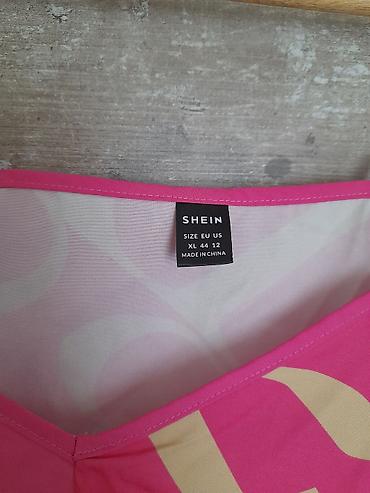 SHEIN
SIZE EU US
XL 44 12
MADE IN CHINA